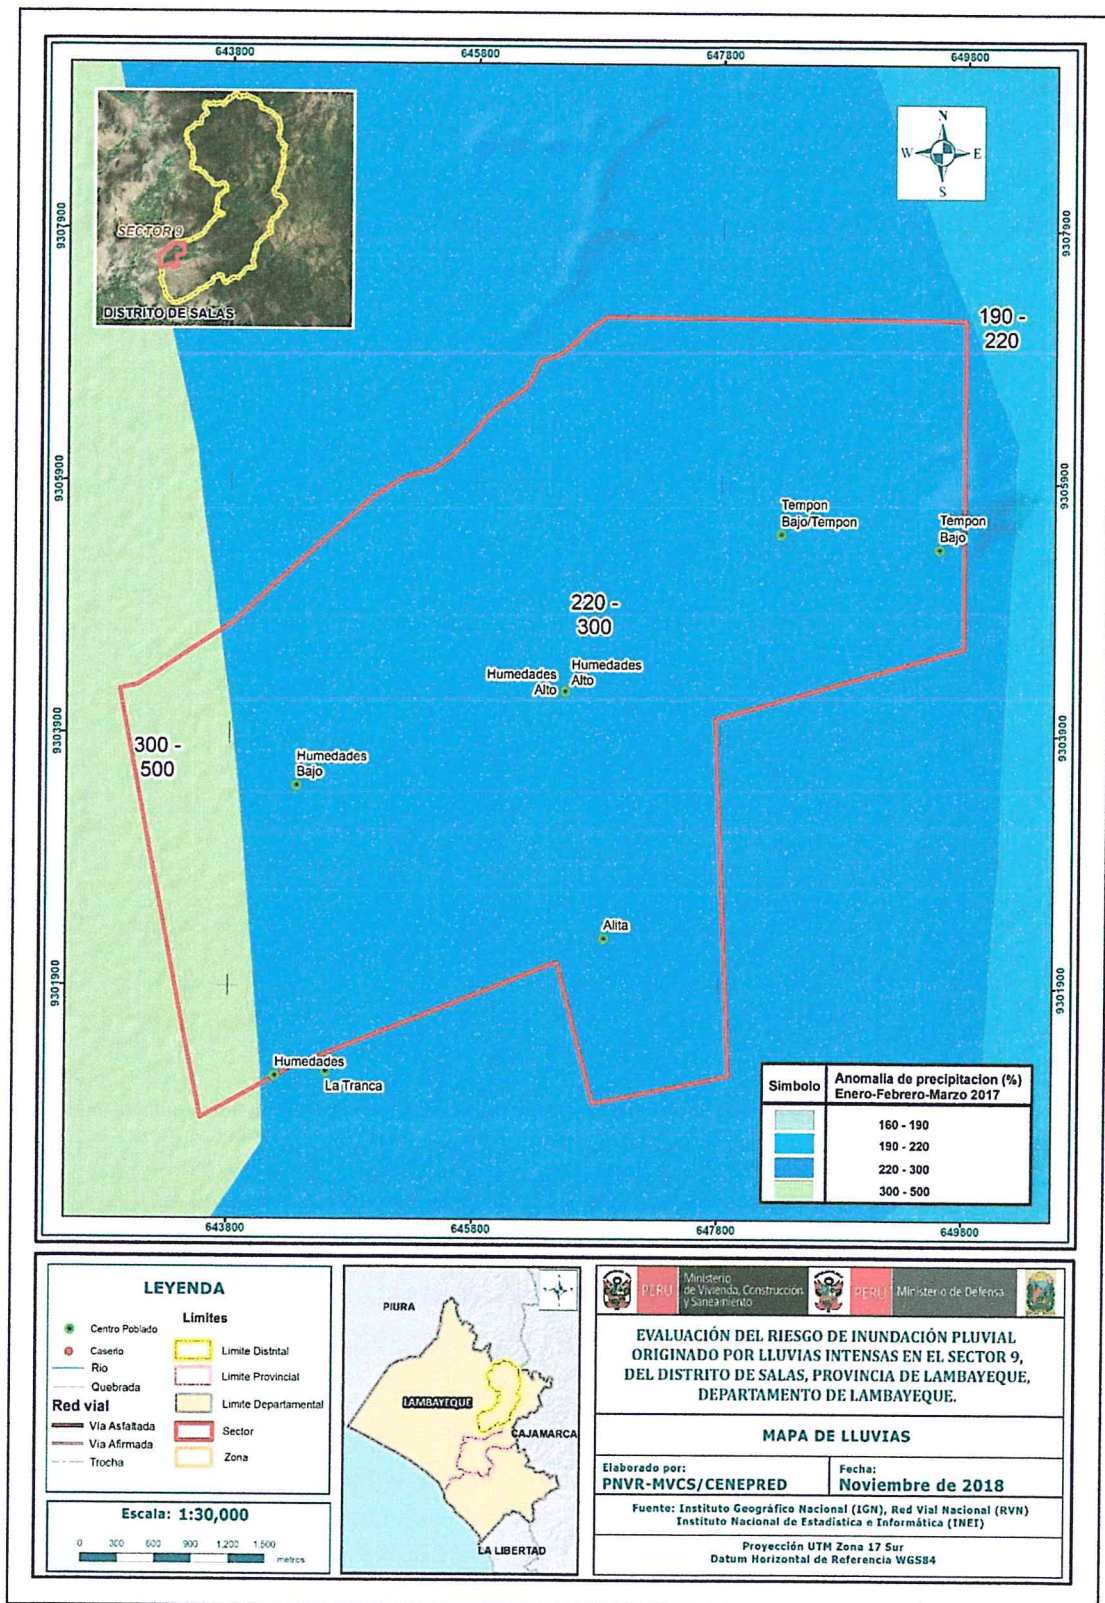 643800
645800
647800
649800
9307900
9305900
9303900
9301900
9307900
9305900
9303900
9301900
SECTOR 9
DISTRITO DE SALAS
N
W E
S
190 -
220
Tempon
Bajo/Tempon
Tempon
Bajo
220 -
300
Humedades
Alto
Humedades
Alto
300 -
500
Humedades
Bajo
Alita
Humedades
La Tranca
Simbolo
Anomalia de precipitacion (%)
Enero-Febrero-Marzo 2017
160 - 190
190 - 220
220 - 300
300 - 500
643800
645800
647800
649800
LEYENDA
Centro Poblado
Caserio
Rio
Quebrada
Red vial
Vía Asfaltada
Vía Afirmada
Trocha
Limites
Limite Distrital
Limite Provincial
Limite Departamental
Sector
Zona
Escala: 1:30,000
0 300 600 900 1,200 1,500
metros
PIURA
LAMBAYEQUE
CAJAMARCA
LA LIBERTAD
PERÚ
Ministerio
de Vivienda, Construcción
y Saneamiento
PERÚ
Ministerio de Defensa
EVALUACIÓN DEL RIESGO DE INUNDACIÓN PLUVIAL
ORIGINADO POR LLUVIAS INTENSAS EN EL SECTOR 9,
DEL DISTRITO DE SALAS, PROVINCIA DE LAMBAYEQUE,
DEPARTAMENTO DE LAMBAYEQUE.
MAPA DE LLUVIAS
Elaborado por:
PNVR-MVCS/CENEPRED
Fecha:
Noviembre de 2018
Fuente: Instituto Geográfico Nacional (IGN), Red Vial Nacional (RVN)
Instituto Nacional de Estadística e Informática (INEI)
Proyección UTM Zona 17 Sur
Datum Horizontal de Referencia WGS84